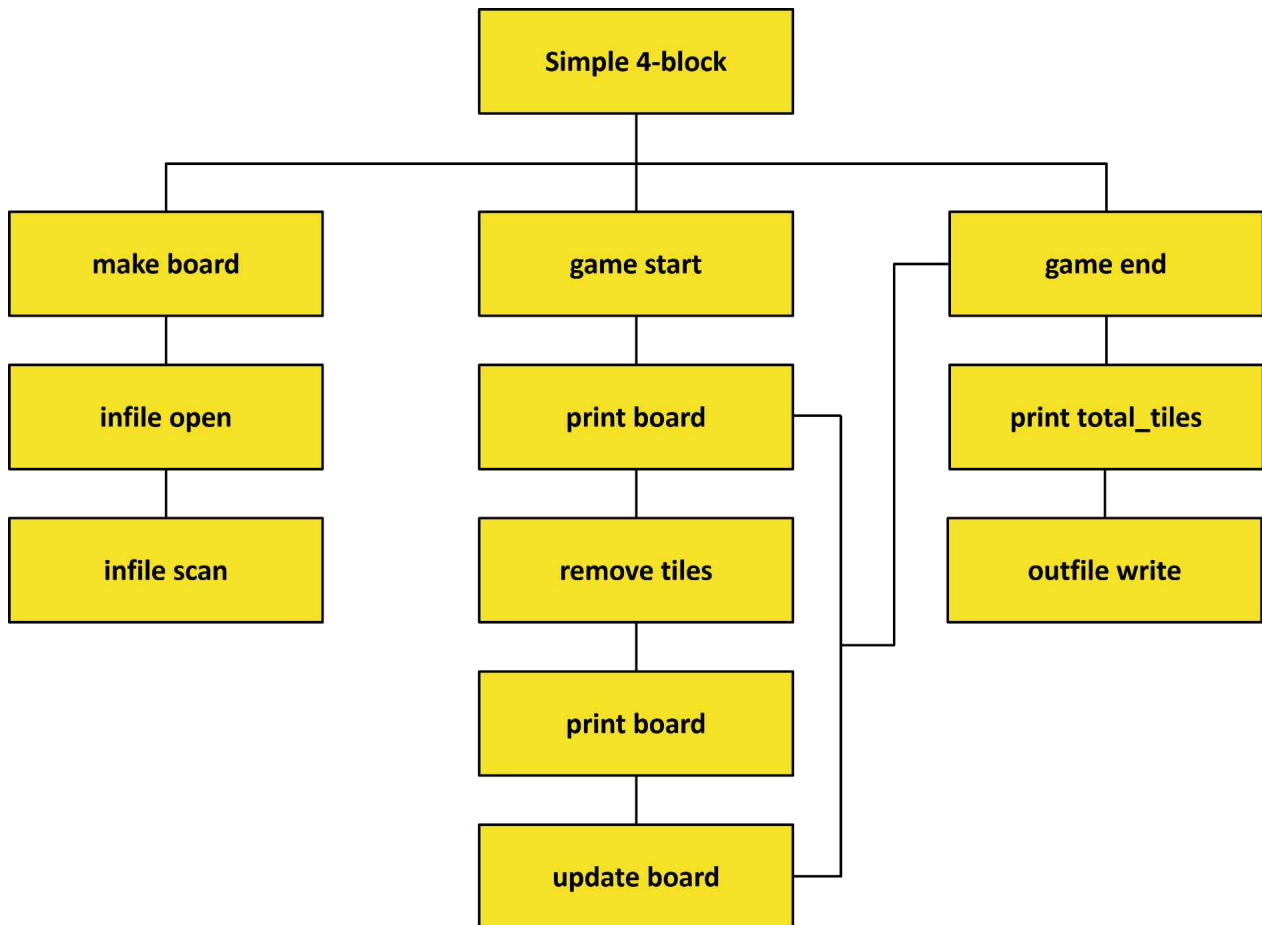 Simple 4-block
make board
game start
game end
infile open
print board
print total_tiles
infile scan
remove tiles
outfile write
print board
update board